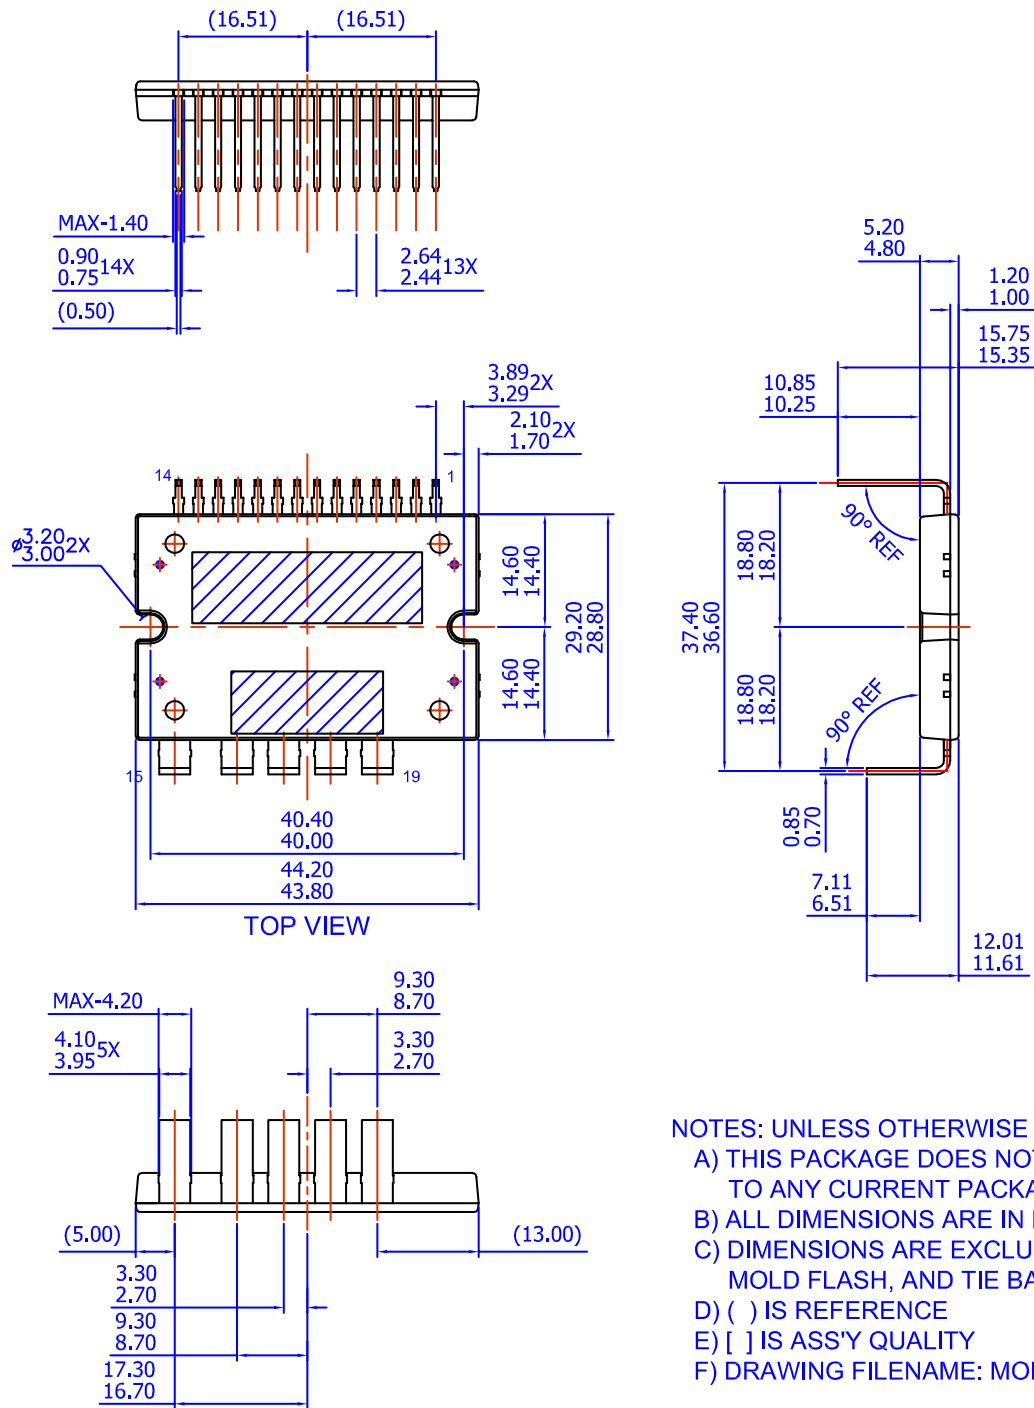 (16.51) (16.51)
MAX-1.40
0.90
0.75 14X
(0.50)
2.64
2.44 13X
5.20
4.80
1.20
1.00
15.75
15.35
10.85
10.25
3.89
3.29 2X
2.10
1.70 2X
14
1
ø3.20
3.00 2X
14.60
14.40
29.20
28.80
14.60
14.40
15
19
40.40
40.00
44.20
43.80
TOP VIEW
90° REF
18.80
18.20
37.40
36.60
18.80
18.20
90° REF
0.85
0.70
7.11
6.51
12.01
11.61
MAX-4.20
4.10
3.95 5X
9.30
8.70
3.30
2.70
(5.00)
(13.00)
3.30
2.70
9.30
8.70
17.30
16.70
NOTES: UNLESS OTHERWISE
A) THIS PACKAGE DOES NOT
TO ANY CURRENT PACKA
B) ALL DIMENSIONS ARE IN
C) DIMENSIONS ARE EXCLU
MOLD FLASH, AND TIE BA
D) ( ) IS REFERENCE
E) [ ] IS ASS'Y QUALITY
F) DRAWING FILENAME: MO